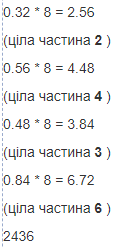 0.32 * 8 = 2.56
(ціла частина 2 )
0.56 * 8 = 4.48
(ціла частина 4 )
0.48 * 8 = 3.84
(ціла частина 3 )
0.84 * 8 = 6.72
(ціла частина 6 )
2436